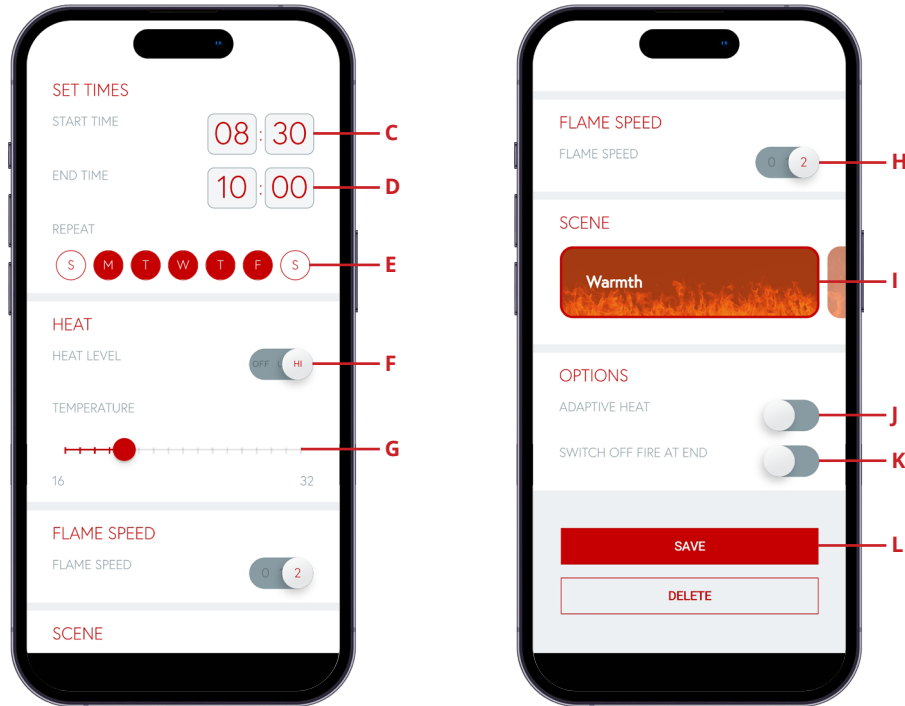 SET TIMES
START TIME
08 : 30
C
END TIME
10 : 00
D
REPEAT
S M T W T F S
E
HEAT
HEAT LEVEL
OFF L HI
F
TEMPERATURE
G
16 32
FLAME SPEED
FLAME SPEED
0 2
SCENE
FLAME SPEED
FLAME SPEED
0 2
H
SCENE
Warmth
I
OPTIONS
ADAPTIVE HEAT
J
SWITCH OFF FIRE AT END
K
SAVE
L
DELETE